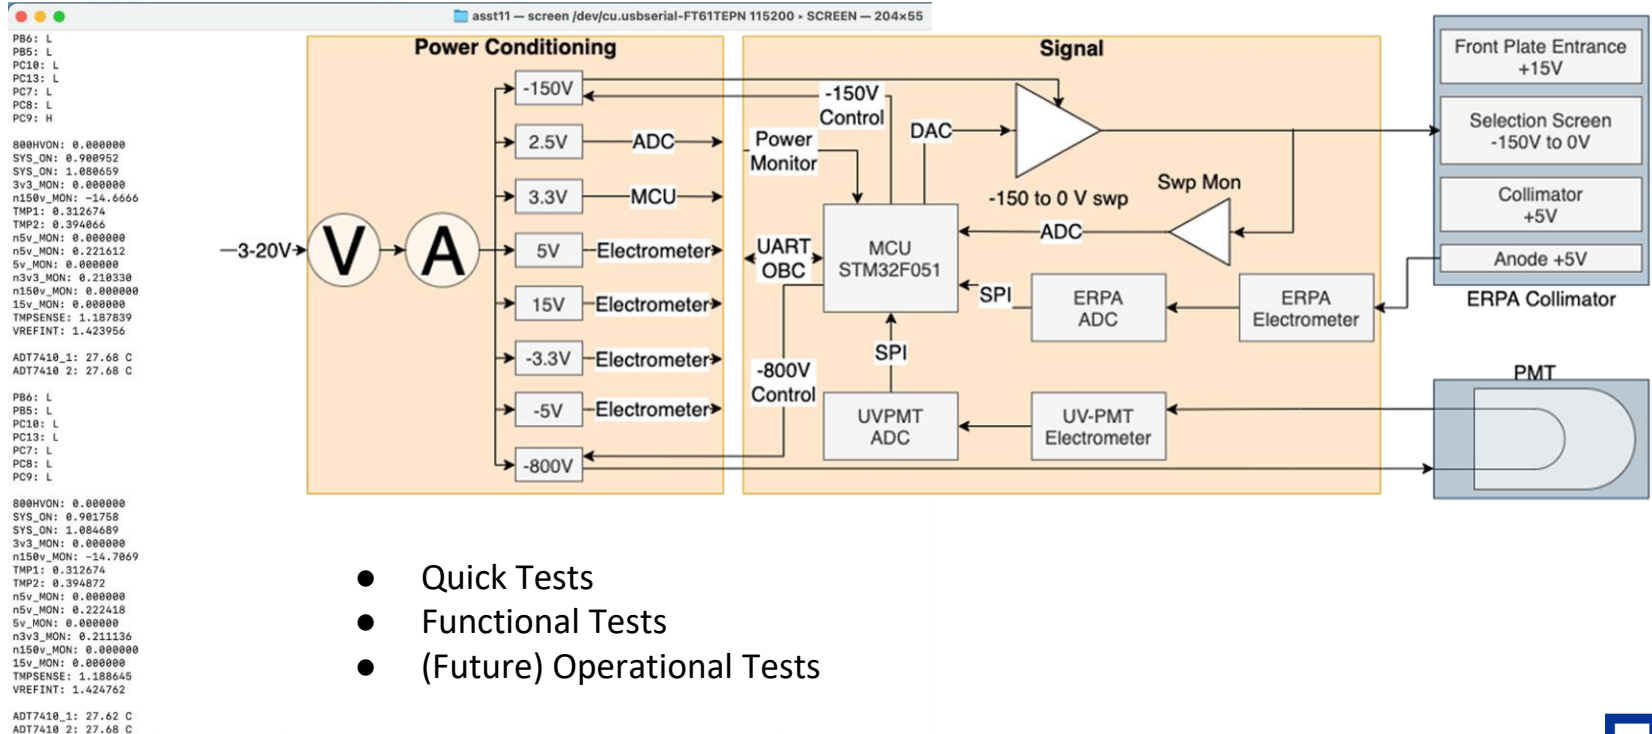 asst11 — screen /dev/cu.usbserial-FT61TEPN 115200 ▸ SCREEN — 204×55
PB6: L
PB5: L
PC10: L
PC13: L
PC7: L
PC8: L
PC9: H
800HVON: 0.000000
SYS_ON: 0.900952
SYS_ON: 1.080659
3v3_MON: 0.000000
n150v_MON: -14.6666
TMP1: 0.312674
TMP2: 0.394066
n5v_MON: 0.000000
n5v_MON: 0.221612
5v_MON: 0.000000
n3v3_MON: 0.210330
n150v_MON: 0.000000
15v_MON: 0.000000
TMPSENSE: 1.187839
VREFINT: 1.423956
ADT7410_1: 27.68 C
ADT7410 2: 27.68 C
PB6: L
PB5: L
PC10: L
PC13: L
PC7: L
PC8: L
PC9: L
800HVON: 0.000000
SYS_ON: 0.901758
SYS_ON: 1.084689
3v3_MON: 0.000000
n150v_MON: -14.7069
TMP1: 0.312674
TMP2: 0.394872
n5v_MON: 0.000000
n5v_MON: 0.222418
5v_MON: 0.000000
n3v3_MON: 0.211136
n150v_MON: 0.000000
15v_MON: 0.000000
TMPSENSE: 1.188645
VREFINT: 1.424762
ADT7410_1: 27.62 C
ADT7410 2: 27.68 C
3-20V
V
A
Power Conditioning
-150V
2.5V
ADC
3.3V
MCU
5V
Electrometer
15V
Electrometer
-3.3V
Electrometer
-5V
Electrometer
-800V
Signal
-150V
Control
Power
Monitor
DAC
-150 to 0 V swp
Swp Mon
ADC
UART
OBC
MCU
STM32F051
SPI
ERPA
ADC
ERPA
Electrometer
SPI
-800V
Control
UVPMT
ADC
UV-PMT
Electrometer
Front Plate Entrance
+15V
Selection Screen
-150V to 0V
Collimator
+5V
Anode +5V
ERPA Collimator
PMT
● Quick Tests
● Functional Tests
● (Future) Operational Tests